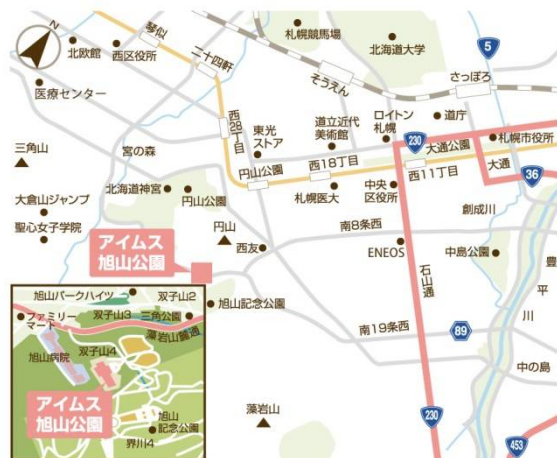 N
琴似
北欧館
西区役所
二十四軒
札幌競馬場
北海道大学
5
医療センター
そうえん
さっぽろ
西28丁目
東光
ストア
道立近代
美術館
ロイトン
札幌
道庁
230
札幌市役所
大通公園
三角山
宮の森
円山公園
西18丁目
西11丁目
大通
36
大倉山ジャンプ
北海道神宮
円山公園
札幌医大
中央
区役所
聖心女子学院
創成川
円山
西友
南8条西
ENEOS
中島公園
豊平川
アイムス
旭山公園
石山通
旭山記念公園
南19条西
89
中の島
藻岩山
230
453
旭山パークハイツ
双子山2
ファミリー
マート
双子山3
三角公園
藻岩山麓通
旭山病院
双子山4
アイムス
旭山公園
旭山
記念公園
界川4